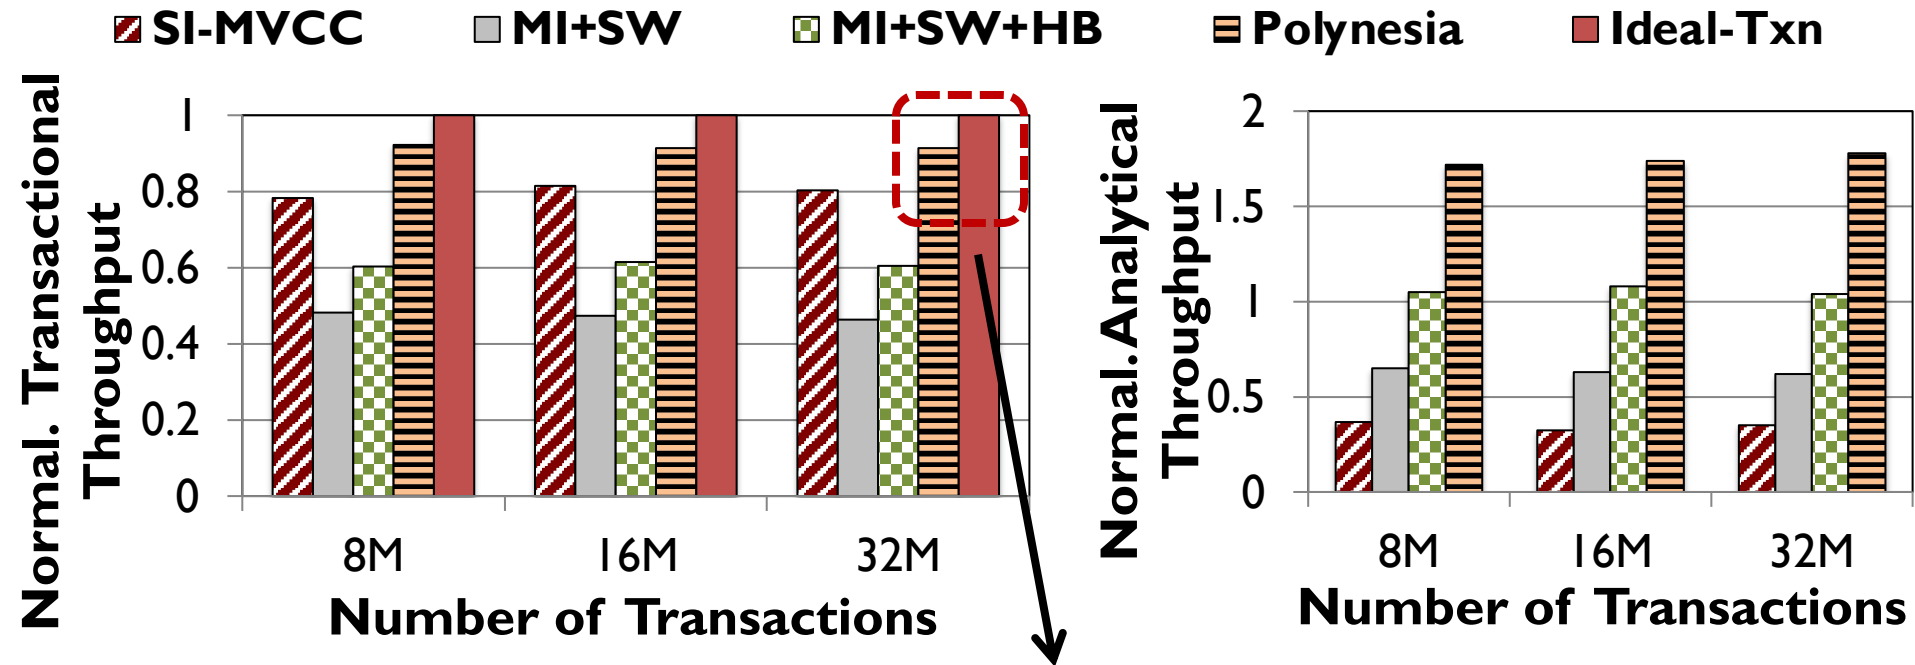 SI-MVCC MI+SW MI+SW+HB Polynesia Ideal-Txn
Normal. Transactional
Throughput
1
0.8
0.6
0.4
0.2
0
8M 16M 32M
Number of Transactions
Normal. Analytical
Throughput
2
1.5
1
0.5
0
8M 16M 32M
Number of Transactions